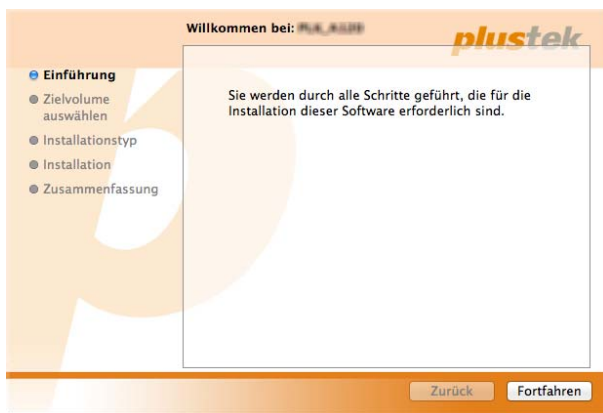 Willkommen bei:
plustek
Einführung
Zielvolume
auswählen
Installationstyp
Installation
Zusammenfassung
Sie werden durch alle Schritte geführt, die für die
Installation dieser Software erforderlich sind.
Zurück
Fortfahren